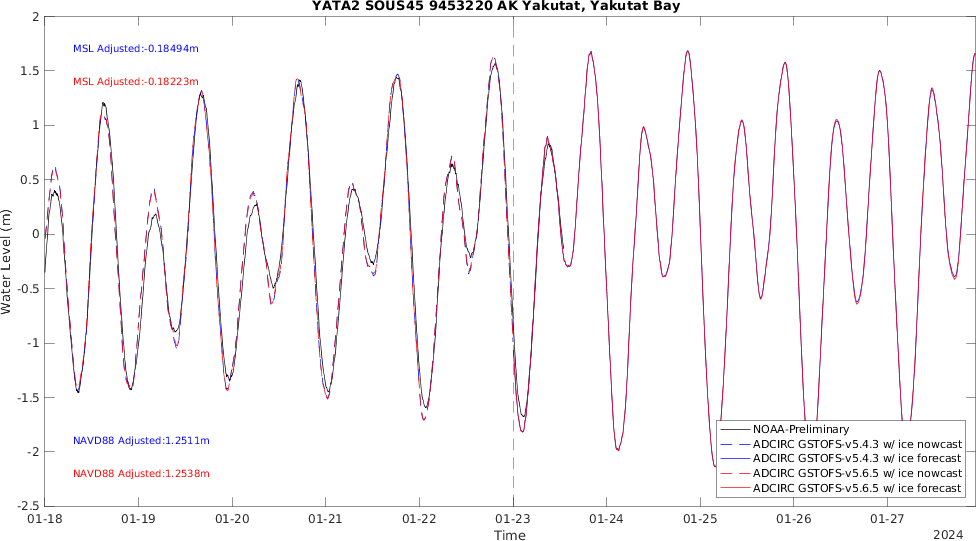 YATA2 SOUS45 9453220 AK Yakutat, Yakutat Bay
2
1.5
1
0.5
0
-0.5
-1
-1.5
-2
-2.5
Water Level (m)
MSL Adjusted:-0.18494m
MSL Adjusted:-0.18223m
NAVD88 Adjusted:1.2511m
NAVD88 Adjusted:1.2538m
NOAA-Preliminary
ADCIRC GSTOFS-v5.4.3 w/ ice nowcast
ADCIRC GSTOFS-v5.4.3 w/ ice forecast
ADCIRC GSTOFS-v5.6.5 w/ ice nowcast
ADCIRC GSTOFS-v5.6.5 w/ ice forecast
01-18 01-19 01-20 01-21 01-22 01-23 01-24 01-25 01-26 01-27
Time
2024